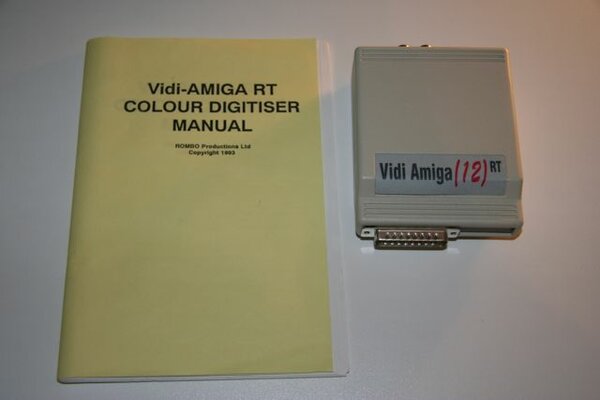 Vidi-AMIGA RT
COLOUR DIGITISER
MANUAL
ROMBO Productions Ltd
Copyright 1993
Vidi Amiga(12)RT